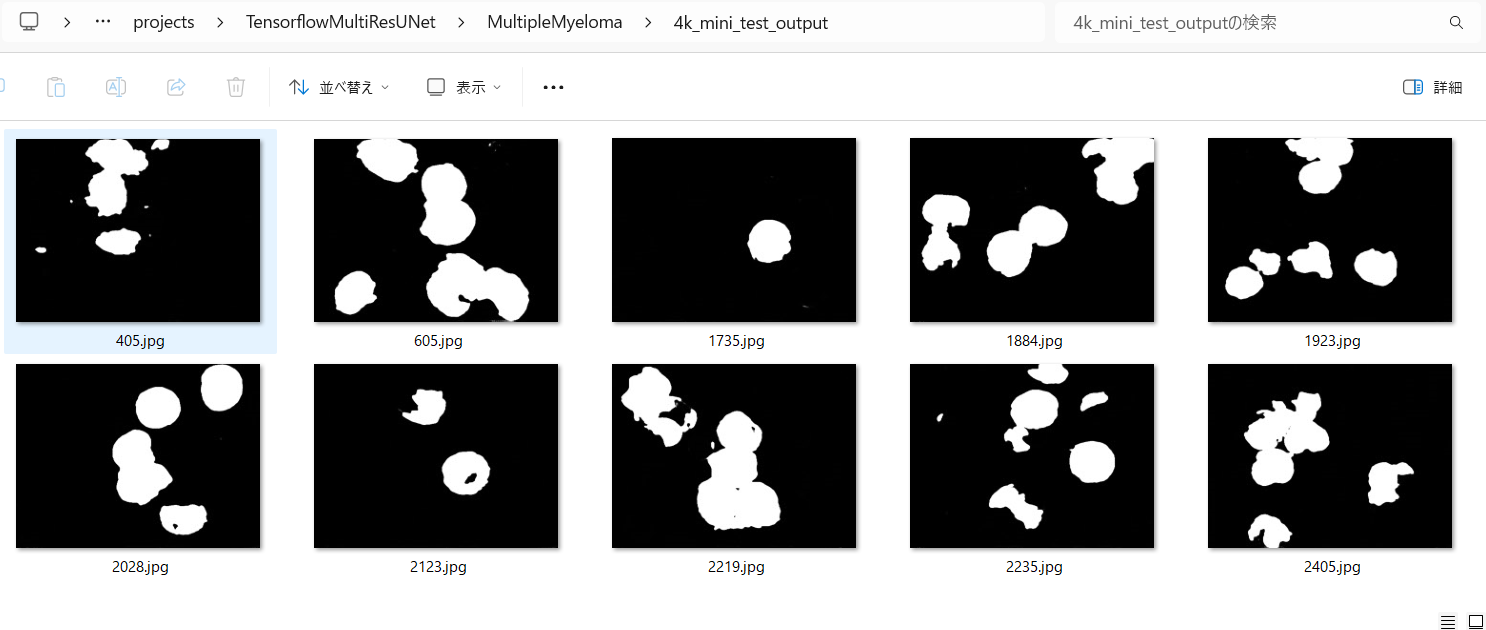 projects > TensorflowMultiResUNet > MultipleMyeloma > 4k_mini_test_output
4k_mini_test_outputの検索
並べ替え
表示
詳細
405.jpg
605.jpg
1735.jpg
1884.jpg
1923.jpg
2028.jpg
2123.jpg
2219.jpg
2235.jpg
2405.jpg